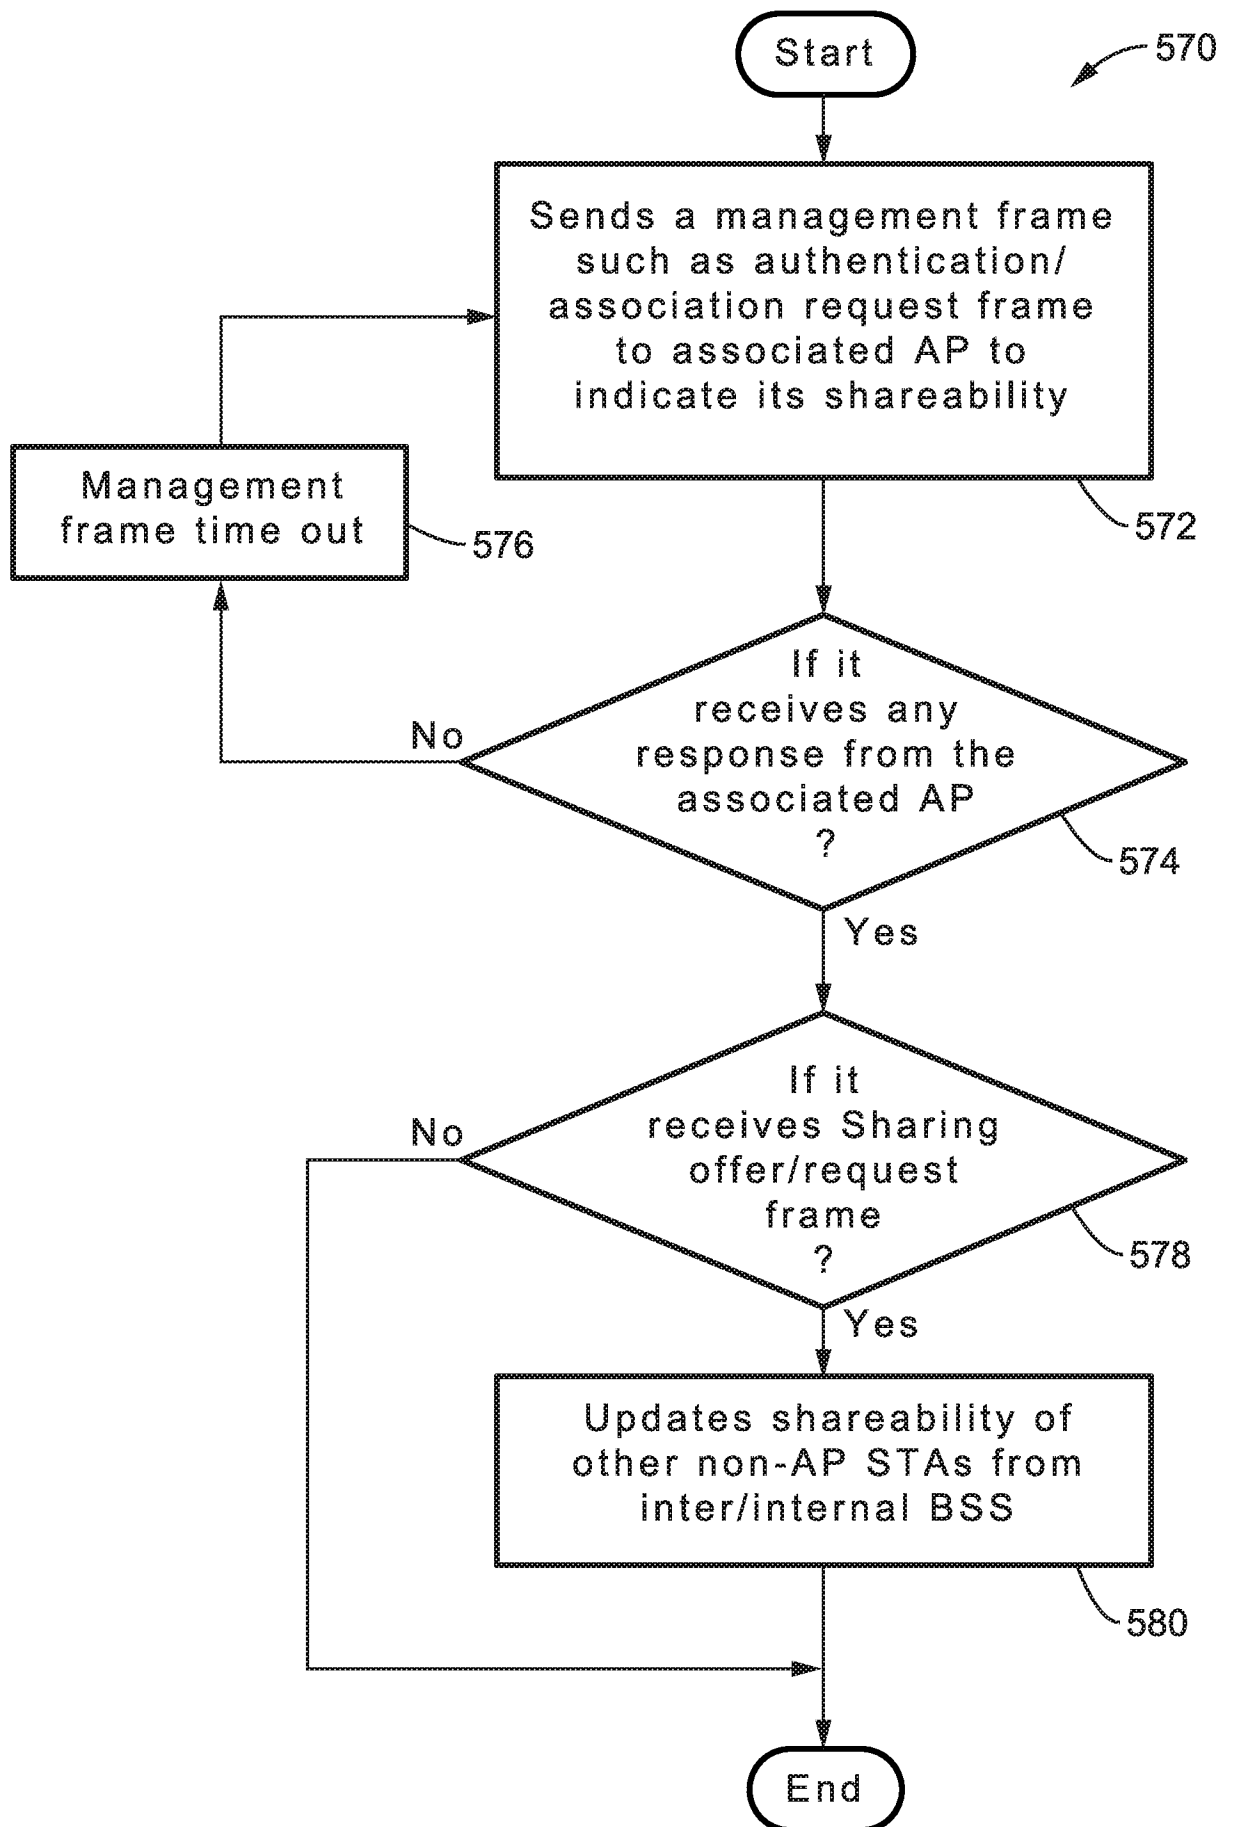 Start
570
Sends a management frame
such as authentication/
association request frame
to associated AP to
indicate its shareability
572
Management
frame time out
576
If it
receives any
response from the
associated AP
?
No
574
Yes
If it
receives Sharing
offer/request
frame
?
No
578
Yes
Updates shareability of
other non-AP STAs from
inter/internal BSS
580
End